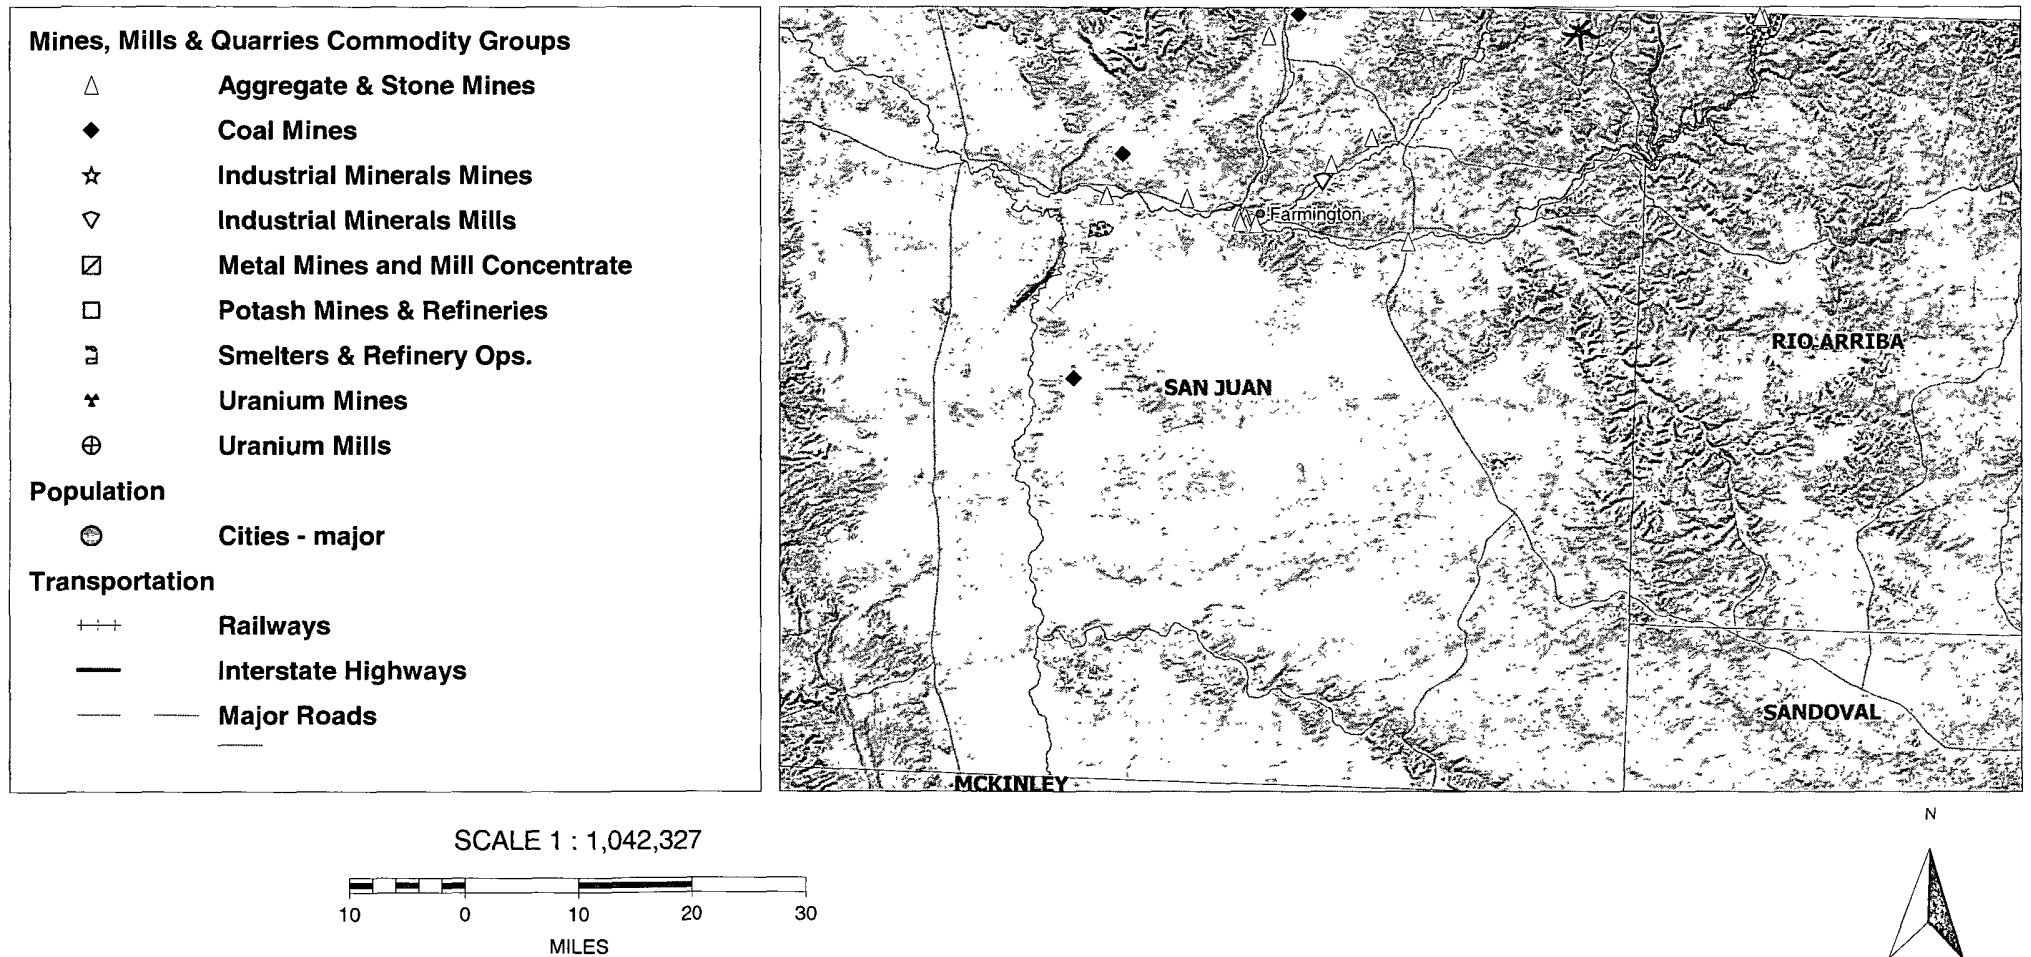 Mines, Mills & Quarries Commodity Groups
Aggregate & Stone Mines
Coal Mines
Industrial Minerals Mines
Industrial Minerals Mills
Metal Mines and Mill Concentrate
Potash Mines & Refineries
Smelters & Refinery Ops.
Uranium Mines
Uranium Mills
Population
Cities - major
Transportation
Railways
Interstate Highways
Major Roads
Farmington
RIO ARRIBA
SAN JUAN
SANDOVAL
MCKINLEY
SCALE 1 : 1,042,327
10 0 10 20 30
MILES
N